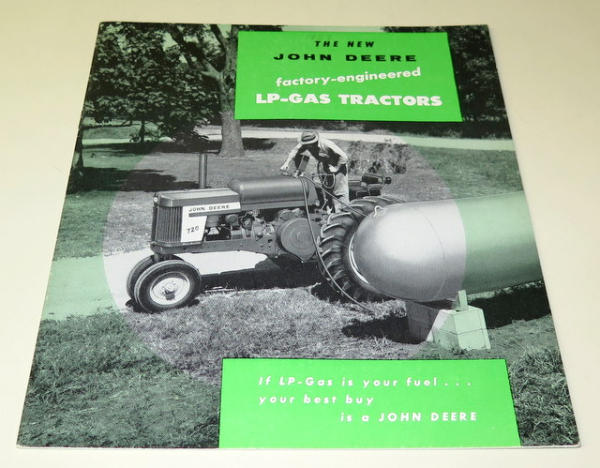 THE NEW
JOHN DEERE
factory-engineered
LP-GAS TRACTORS
JOHN DEERE
720
If LP-Gas is your fuel . . .
your best buy
is a JOHN DEERE